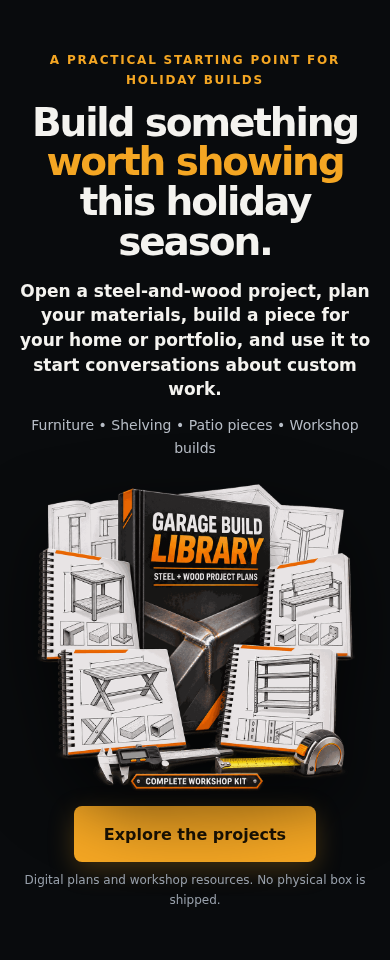 A PRACTICAL STARTING POINT FOR
HOLIDAY BUILDS
Build something
worth showing
this holiday
season.
Open a steel-and-wood project, plan
your materials, build a piece for
your home or portfolio, and use it to
start conversations about custom
work.
Furniture • Shelving • Patio pieces • Workshop
builds
GARAGE BUILD
LIBRARY
STEEL + WOOD PROJECT PLANS
COMPLETE WORKSHOP KIT
Explore the projects
Digital plans and workshop resources. No physical box is
shipped.